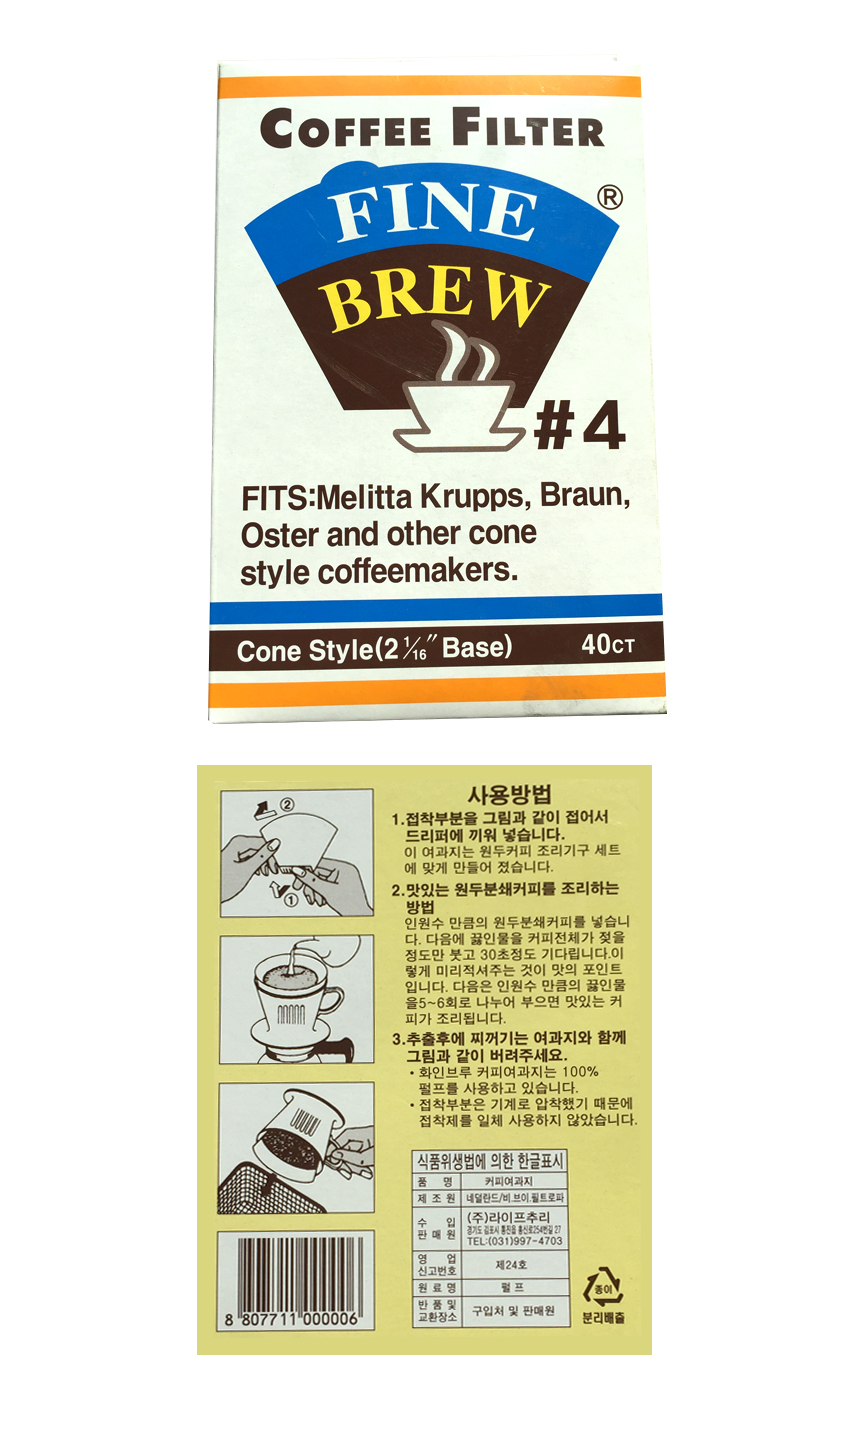 COFFEE FILTER
FINE
®
BREW
#4
FITS:Melitta Krupps, Braun,
Oster and other cone
style coffeemakers.
Cone Style(2 1/16" Base) 40CT
사용방법
1.접착부분을 그림과 같이 접어서
드리퍼에 끼워 넣습니다.
이 여과지는 원두커피 조리기구 세트
에 맞게 만들어 졌습니다.
2.맛있는 원두분쇄커피를 조리하는
방법
인원수 만큼의 원두분쇄커피를 넣습니
다. 다음에 끓인물을 커피전체가 젖을
정도만 붓고 30초정도 기다립니다.이
렇게 미리적셔주는 것이 맛의 포인트
입니다. 다음은 인원수 만큼의 끓인물
을5~6회로 나누어 부으면 맛있는 커
피가 조리됩니다.
3.추출후에 찌꺼기는 여과지와 함께
그림과 같이 버려주세요.
• 화인브루 커피여과지는 100%
펄프를 사용하고 있습니다.
• 접착부분은 기계로 압착했기 때문에
접착제를 일체 사용하지 않았습니다.
②
①
식품위생법에 의한 한글표시
품 명 커피여과지
제 조 원 네덜란드/비.브이.필트로파
수 입
판 매 원
(주)라이프추리
경기도 김포시 통진읍 홍신로254번길 27
TEL:(031)997-4703
영 업
신고번호
제24호
원 료 명 펄 프
반 품 및
교환장소
구입처 및 판매원
종이
분리배출
8 807711 000006